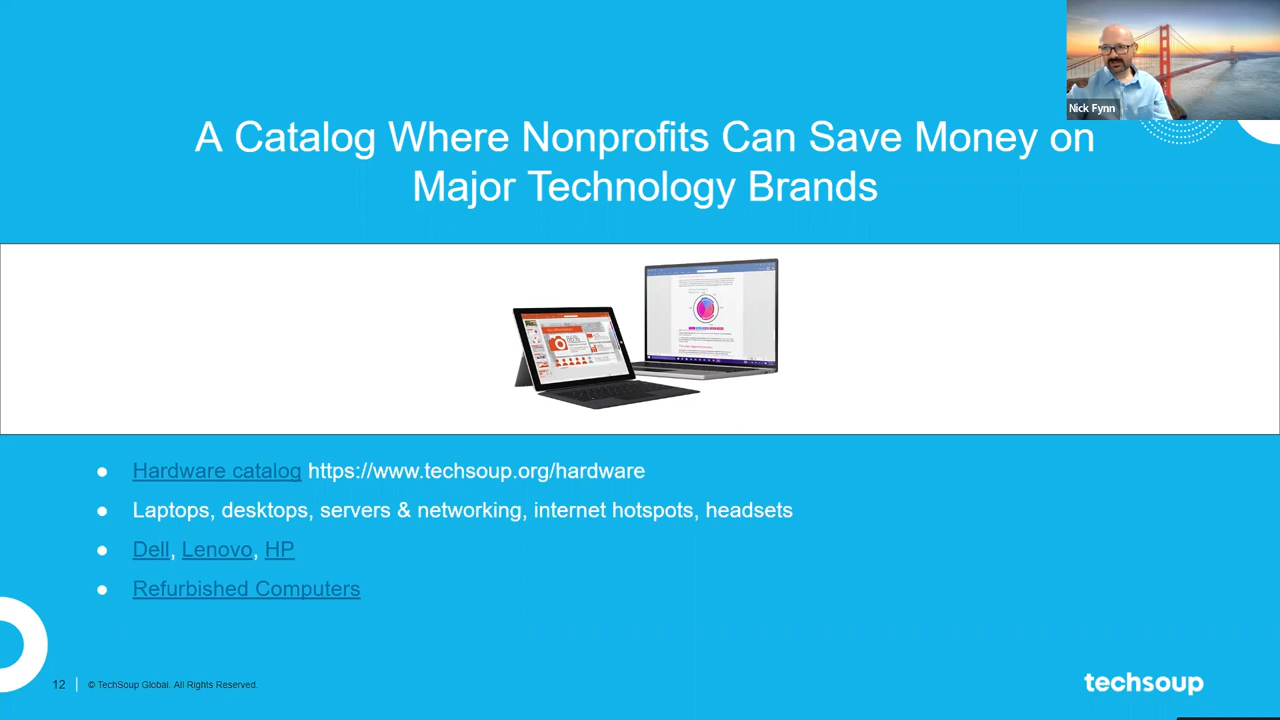 Nick Fynn
A Catalog Where Nonprofits Can Save Money on
Major Technology Brands
Hardware catalog https://www.techsoup.org/hardware
Laptops, desktops, servers & networking, internet hotspots, headsets
Dell, Lenovo, HP
Refurbished Computers
12
© TechSoup Global. All Rights Reserved.
techsoup